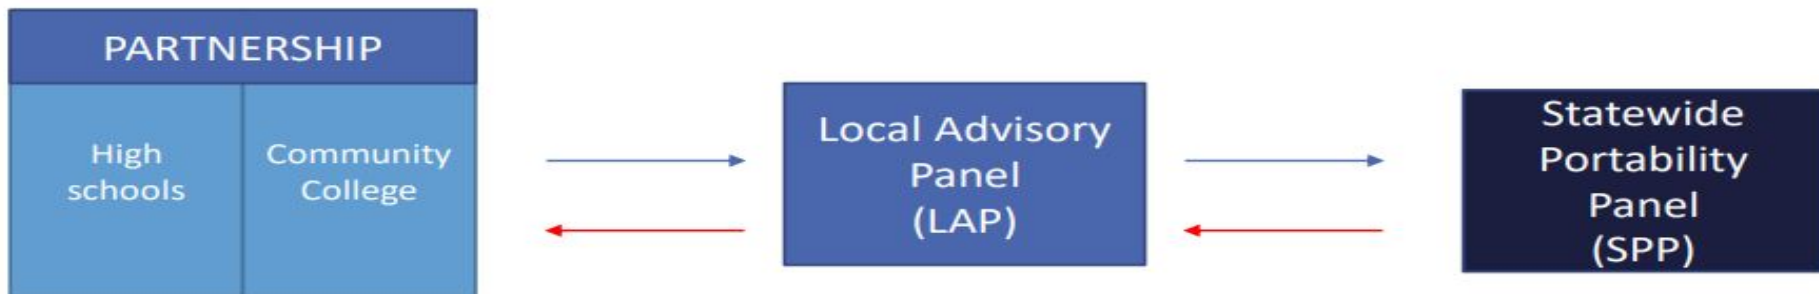 PARTNERSHIP
High
schools
Community
College
Local Advisory
Panel
(LAP)
Statewide
Portability
Panel
(SPP)